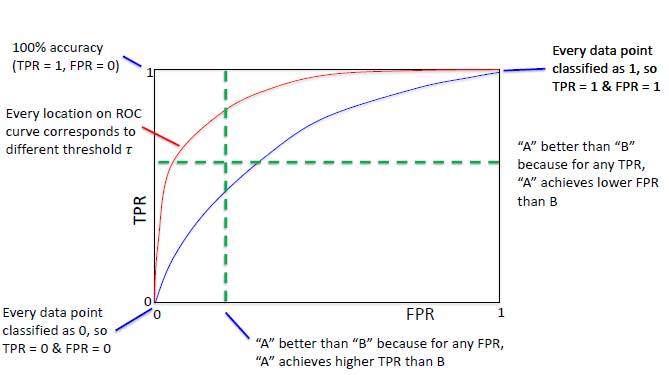 100% accuracy
(TPR = 1, FPR = 0)
1
Every data point
classified as 1, so
TPR = 1 & FPR = 1
Every location on ROC
curve corresponds to
different threshold τ
"A" better than "B"
because for any TPR,
"A" achieves lower FPR
than B
TPR
0
Every data point
classified as 0, so
TPR = 0 & FPR = 0
0
FPR
1
"A" better than "B" because for any FPR,
"A" achieves higher TPR than B